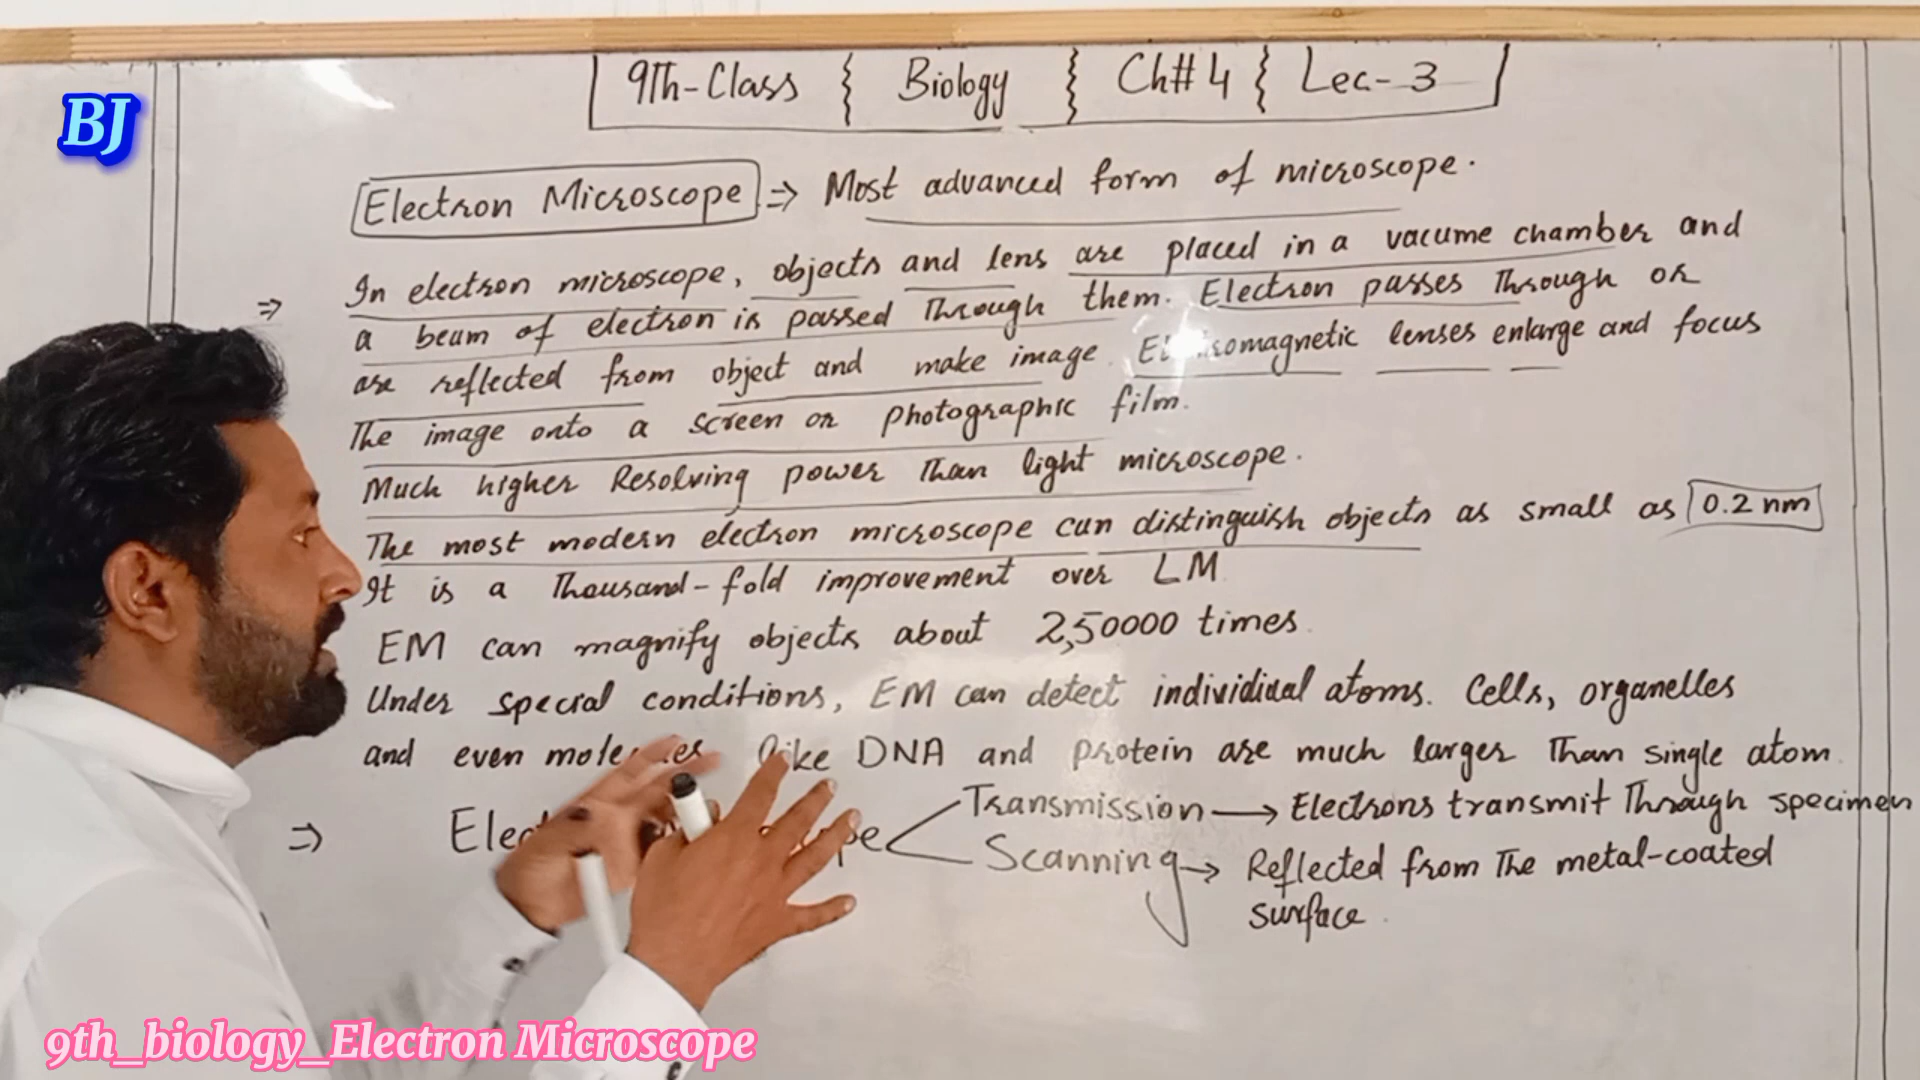 9Th-Class { Biology } Ch# 4 { Lec-3
BJ
Electron Microscope ⇒ Most advanced form of microscope.
⇒ In electron microscope, objects and lens are placed in a vacume chamber and
a beam of electron is passed Through them. Electron passes Through or
are reflected from object and make image. lenses enlarge and focus
The image onto a screen or photographic film.
Much higher Resolving power Than light microscope.
The most modern electron microscope can distinguish objects as small as 0.2 nm
It is a Thousand-fold improvement over LM
EM can magnify objects about 2,50000 times.
Under special conditions, EM can detect individiual atoms. Cells, organelles
and even like DNA and protein are much larger Than single atom.
⇒ Transmission → Electrons transmit Through specimen
Scanning → Reflected from The metal-coated
surface.
9th_biology_Electron Microscope